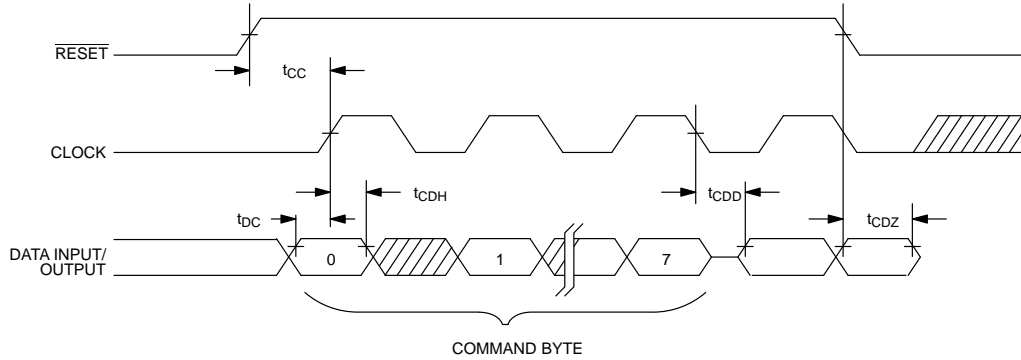 RESET
tCC
CLOCK
tCDH
tCDD
tDC
tCDZ
DATA INPUT/
OUTPUT
0
1
7
COMMAND BYTE